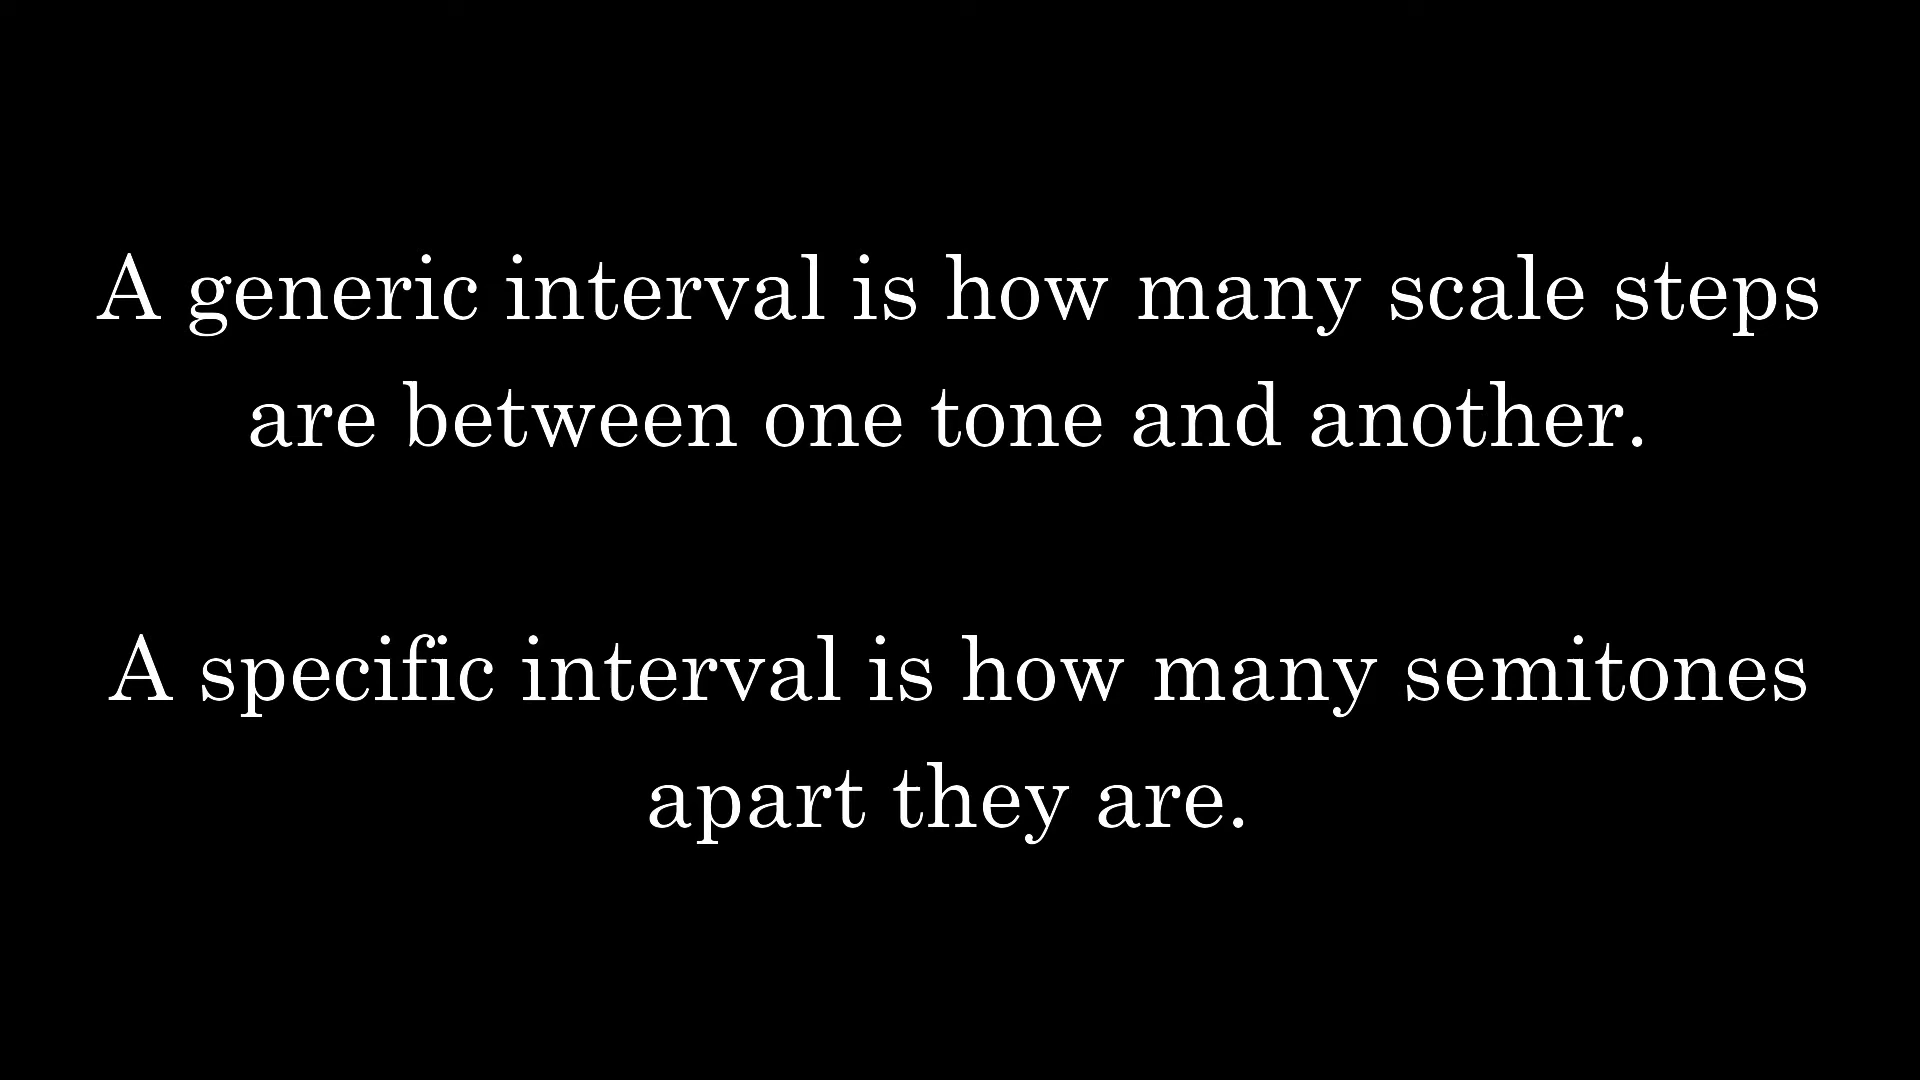 A generic interval is how many scale steps
are between one tone and another.
A specific interval is how many semitones
apart they are.